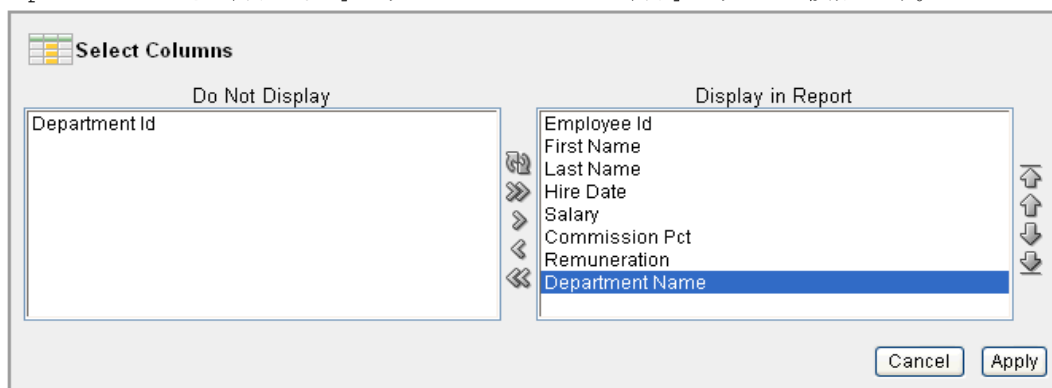 Select Columns
Do Not Display
Department Id
Display in Report
Employee Id
First Name
Last Name
Hire Date
Salary
Commission Pct
Remuneration
Department Name
Cancel
Apply